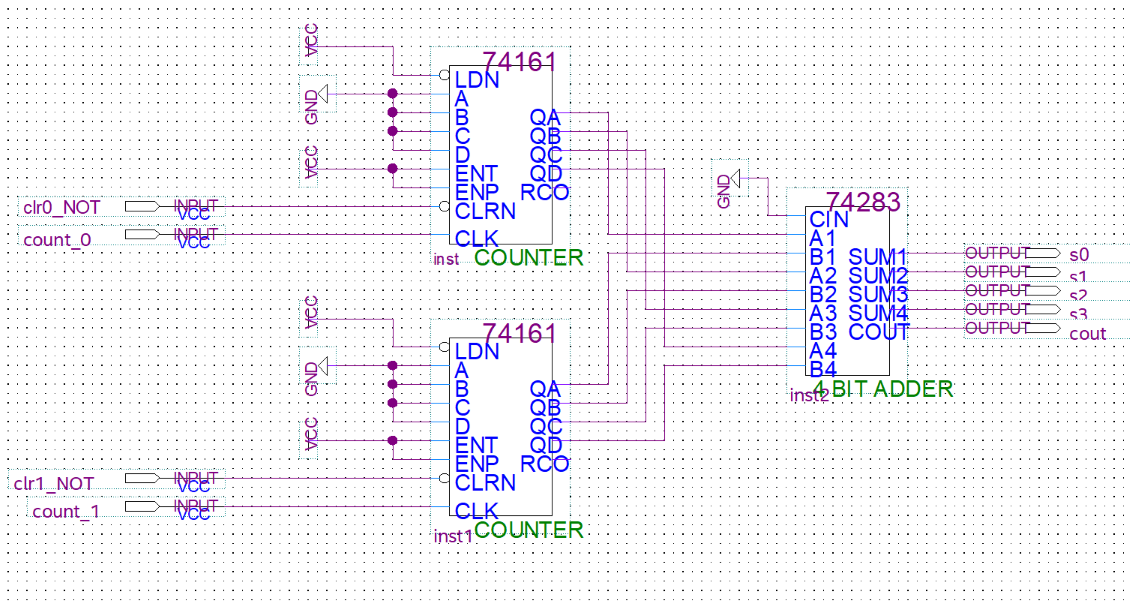 VCC
74161
LDN
GND
A
B
C
D
VCC
ENT
ENP
CLRN
CLK
QA
QB
QC
QD
RCO
clr0_NOT
INPUT
VCC
count_0
INPUT
VCC
inst
COUNTER
VCC
74161
LDN
GND
A
B
C
D
VCC
ENT
ENP
CLRN
CLK
QA
QB
QC
QD
RCO
clr1_NOT
INPUT
VCC
count_1
INPUT
VCC
inst1
COUNTER
GND
74283
CIN
A1
B1
A2
B2
A3
B3
A4
B4
SUM1
SUM2
SUM3
SUM4
COUT
inst2
4 BIT ADDER
OUTPUT
s0
OUTPUT
s1
OUTPUT
s2
OUTPUT
s3
OUTPUT
cout